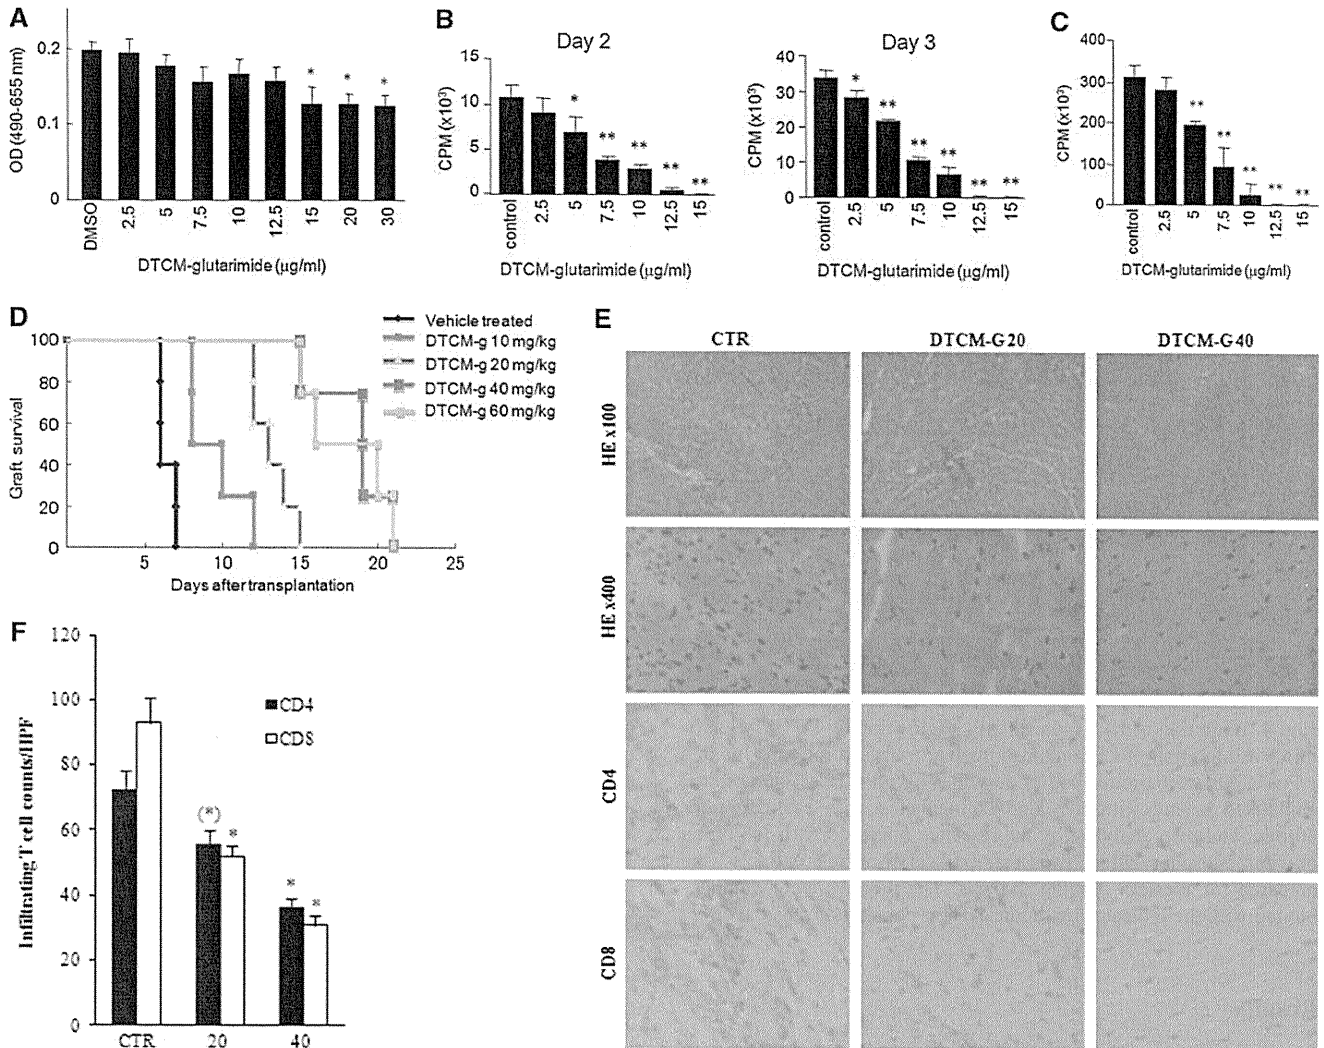 A
OD (490-655 nm)
0.2
0.1
0
* * *
DMSO 2.5 5 7.5 10 12.5 15 20 30
DTCM-glutarimide (µg/ml)
B
Day 2
CPM (x10³)
15
10
5
0
* ** ** ** **
control 2.5 5 7.5 10 12.5 15
DTCM-glutarimide (µg/ml)
Day 3
CPM (x10³)
40
30
20
10
0
* ** ** ** ** **
control 2.5 5 7.5 10 12.5 15
DTCM-glutarimide (µg/ml)
C
CPM (x10³)
400
300
200
100
0
** ** ** ** **
control 2.5 5 7.5 10 12.5 15
DTCM-glutarimide (µg/ml)
D
Graft survival
100
80
60
40
20
0
5 10 15 20 25
Days after transplantation
Vehicle treated
DTCM-g 10 mg/kg
DTCM-g 20 mg/kg
DTCM-g 40 mg/kg
DTCM-g 60 mg/kg
E
CTR DTCM-G20 DTCM-G40
HE x100
HE x400
CD4
CD8
F
Infiltrating T cell counts/HPF
120
100
80
60
40
20
0
CD4
CD8
(*) * * *
CTR 20 40